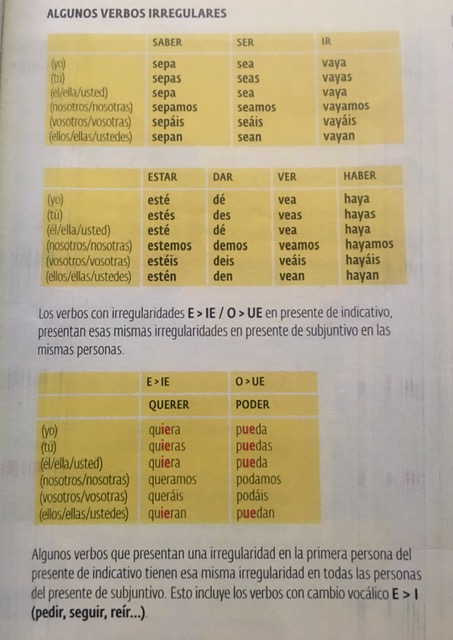 ALGUNOS VERBOS IRREGULARES
SABER SER IR
(yo) sepa sea vaya
(tú) sepas seas vayas
(él/ella/usted) sepa sea vaya
(nosotros/nosotras) sepamos seamos vayamos
(vosotros/vosotras) sepáis seáis vayáis
(ellos/ellas/ustedes) sepan sean vayan
ESTAR DAR VER HABER
(yo) esté dé vea haya
(tú) estés des veas hayas
(él/ella/usted) esté dé vea haya
(nosotros/nosotras) estemos demos veamos hayamos
(vosotros/vosotras) estéis deis veáis hayáis
(ellos/ellas/ustedes) estén den vean hayan
Los verbos con irregularidades E > IE / O > UE en presente de indicativo,
presentan esas mismas irregularidades en presente de subjuntivo en las
mismas personas.
E > IE O > UE
QUERER PODER
(yo) quiera pueda
(tú) quieras puedas
(él/ella/usted) quiera pueda
(nosotros/nosotras) queramos podamos
(vosotros/vosotras) queráis podáis
(ellos/ellas/ustedes) quieran puedan
Algunos verbos que presentan una irregularidad en la primera persona del
presente de indicativo tienen esa misma irregularidad en todas las personas
del presente de subjuntivo. Esto incluye los verbos con cambio vocálico E > I
(pedir, seguir, reír...).